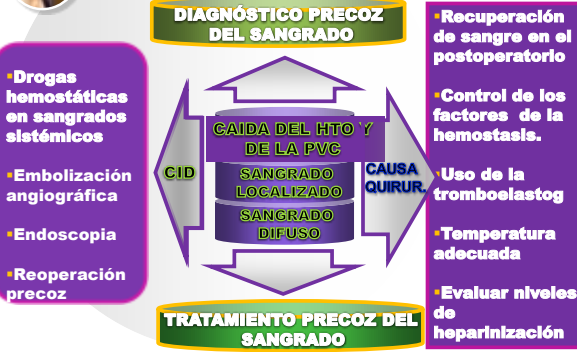 DIAGNÓSTICO PRECOZ
DEL SANGRADO
▪Drogas
hemostáticas
en sangrados
sistémicos
▪Embolización
angiográfica
▪Endoscopia
▪Reoperación
precoz
CID
CAIDA DEL HTO Y
DE LA PVC
SANGRADO
LOCALIZADO
SANGRADO
DIFUSO
CAUSA
QUIRUR.
▪Recuperación
de sangre en el
postoperatorio
▪Control de los
factores de la
hemostasis.
▪Uso de la
tromboelastog
▪Temperatura
adecuada
▪Evaluar niveles
de
heparinización
TRATAMIENTO PRECOZ DEL
SANGRADO